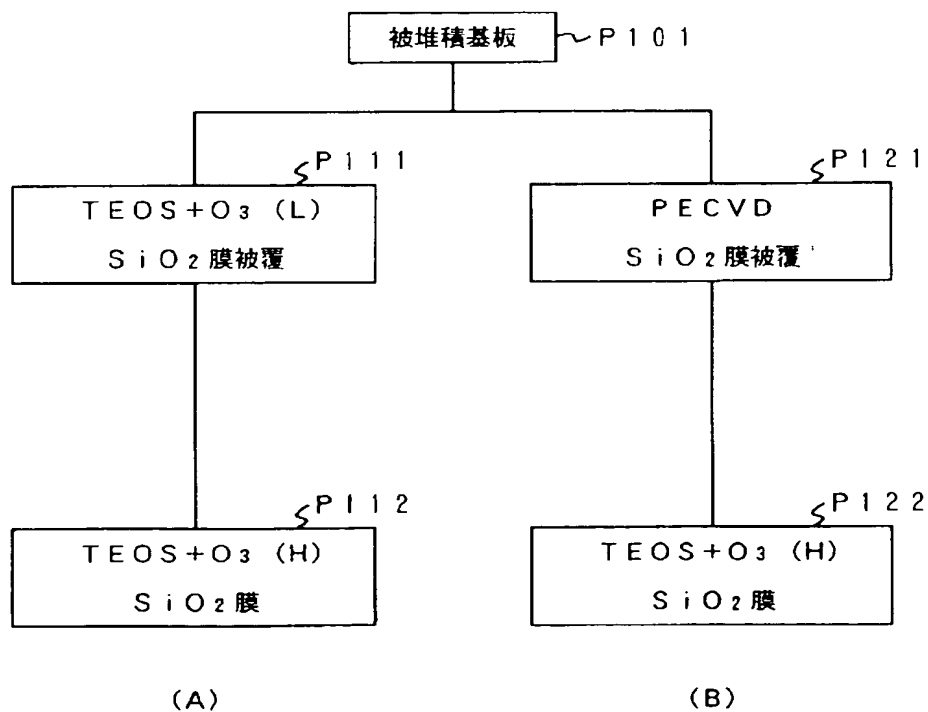 被堆積基板 P101
P111
TEOS+O₃ (L)
SiO₂膜被覆
P121
PECVD
SiO₂膜被覆
P112
TEOS+O₃ (H)
SiO₂膜
P122
TEOS+O₃ (H)
SiO₂膜
(A)
(B)